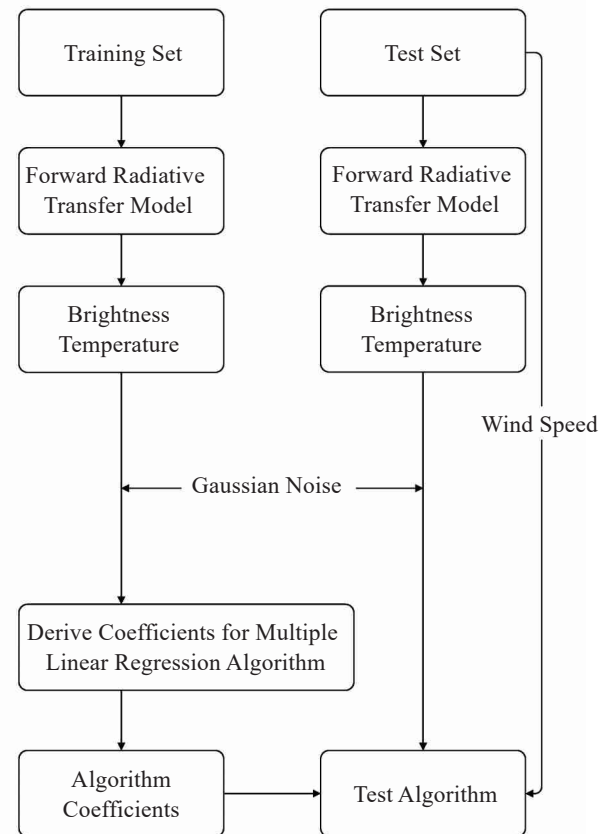 Training Set
Test Set
Forward Radiative
Transfer Model
Forward Radiative
Transfer Model
Brightness
Temperature
Brightness
Temperature
Wind Speed
Gaussian Noise
Derive Coefficients for Multiple
Linear Regression Algorithm
Algorithm
Coefficients
Test Algorithm